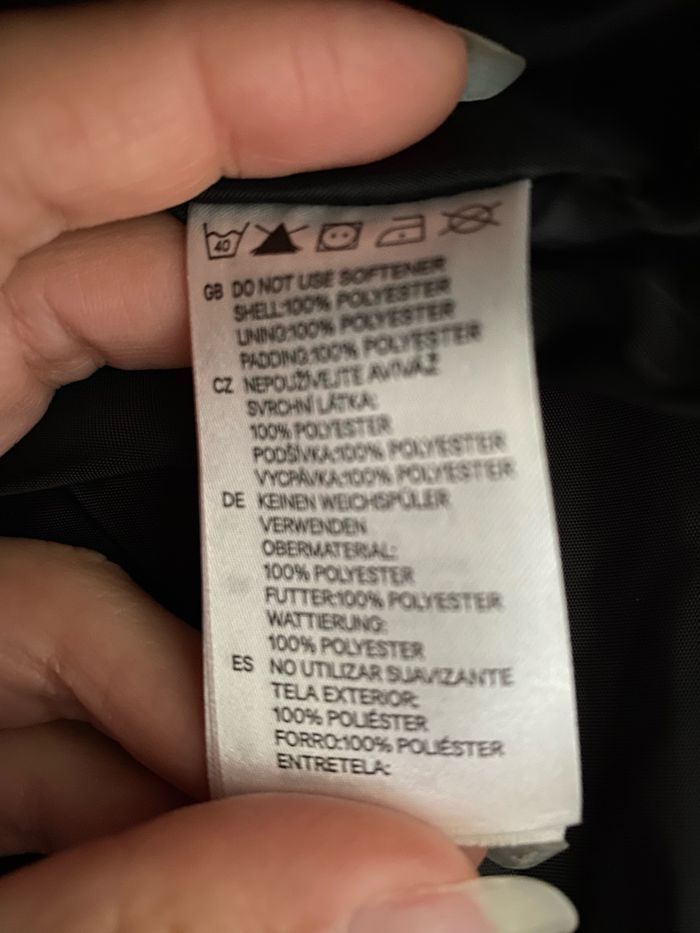 40
GB DO NOT USE SOFTENER
SHELL:100% POLYESTER
LINING:100% POLYESTER
PADDING:100% POLYESTER
CZ NEPOUŽÍVEJTE AVIVÁŽ
SVRCHNÍ LÁTKA:
100% POLYESTER
PODŠÍVKA:100% POLYESTER
VYCPÁVKA:100% POLYESTER
DE KEINEN WEICHSPÜLER
VERWENDEN
OBERMATERIAL:
100% POLYESTER
FUTTER:100% POLYESTER
WATTIERUNG:
100% POLYESTER
ES NO UTILIZAR SUAVIZANTE
TELA EXTERIOR:
100% POLIÉSTER
FORRO:100% POLIÉSTER
ENTRETELA: